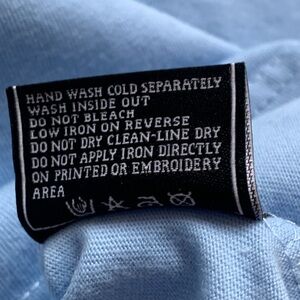 HAND WASH COLD SEPARATELY
WASH INSIDE OUT
DO NOT BLEACH
LOW IRON ON REVERSE
DO NOT DRY CLEAN-LINE DRY
DO NOT APPLY IRON DIRECTLY
ON PRINTED OR EMBROIDERY
AREA